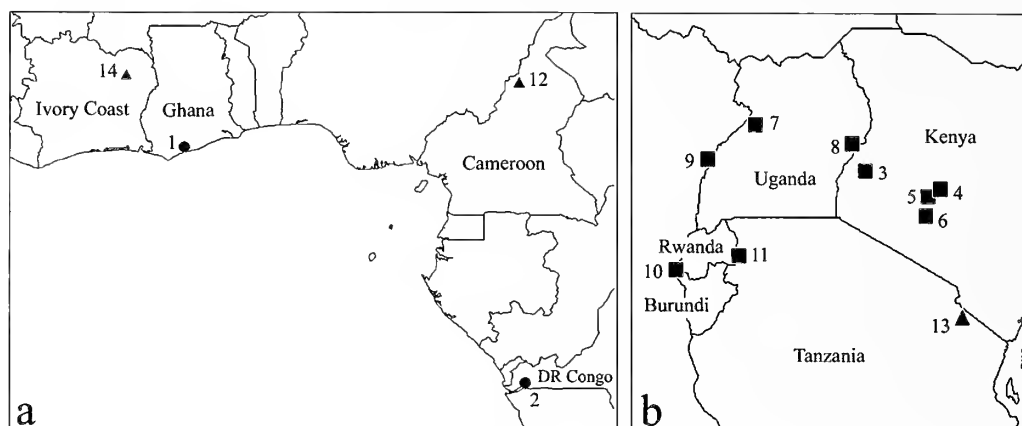 14
Ivory Coast
Ghana
1
12
Cameroon
DR Congo
2
a
7
8
Kenya
9
3
Uganda
5
4
6
Rwanda
11
10
Burundi
13
Tanzania
b